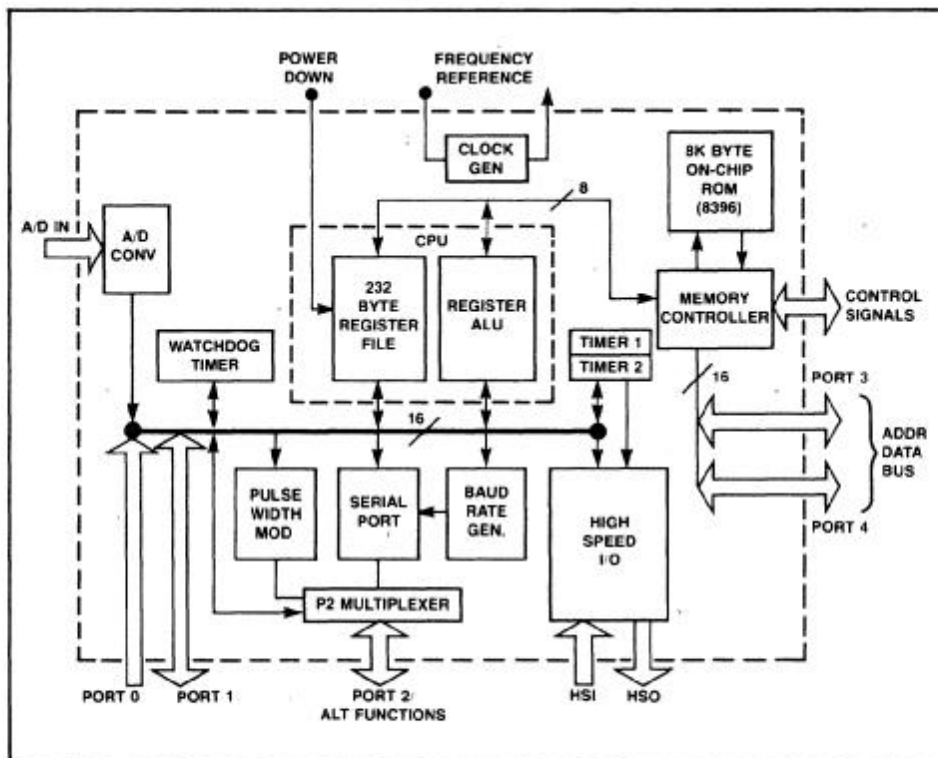 POWER
DOWN
FREQUENCY
REFERENCE
CLOCK
GEN
8K BYTE
ON-CHIP
ROM
(8396)
8
A/D IN
A/D
CONV
CPU
232
BYTE
REGISTER
FILE
REGISTER
ALU
MEMORY
CONTROLLER
CONTROL
SIGNALS
WATCHDOG
TIMER
TIMER 1
TIMER 2
16
16
PORT 3
ADDR
DATA
BUS
PORT 4
PULSE
WIDTH
MOD
SERIAL
PORT
BAUD
RATE
GEN.
HIGH
SPEED
I/O
P2 MULTIPLEXER
PORT 0
PORT 1
PORT 2/
ALT FUNCTIONS
HSI
HSO